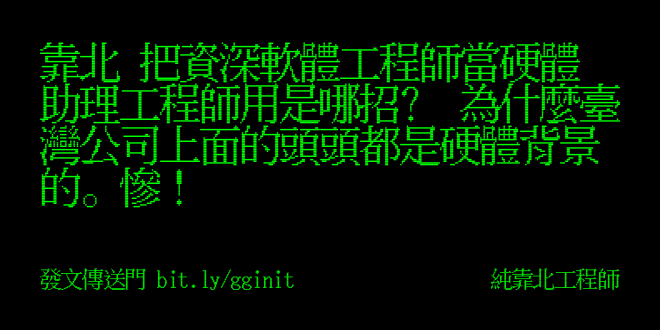 靠北 把資深軟體工程師當硬體
助理工程師用是哪招？ 為什麼臺
灣公司上面的頭頭都是硬體背景
的。慘！
發文傳送門 bit.ly/gginit
純靠北工程師